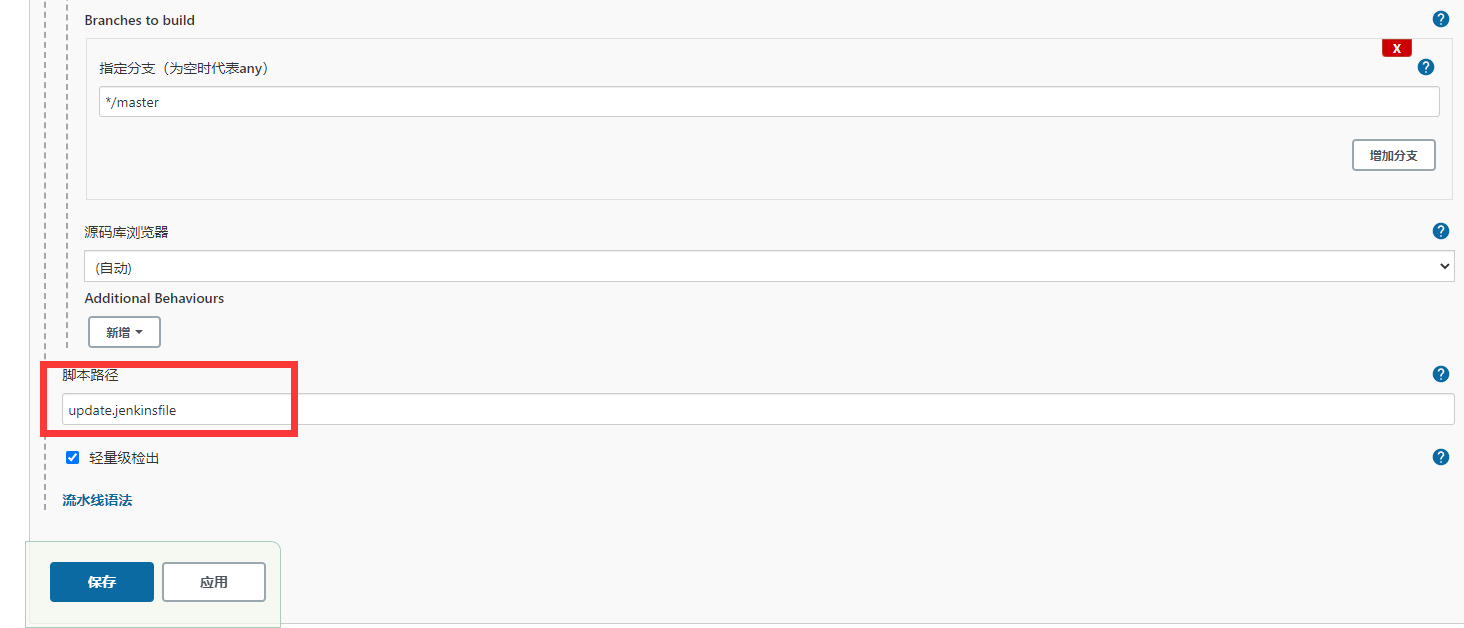 Branches to build
?
X
指定分支（为空时代表any）
?
*/master
增加分支
源码库浏览器
?
(自动)
Additional Behaviours
新增
脚本路径
?
update.jenkinsfile
轻量级检出
?
流水线语法
保存
应用